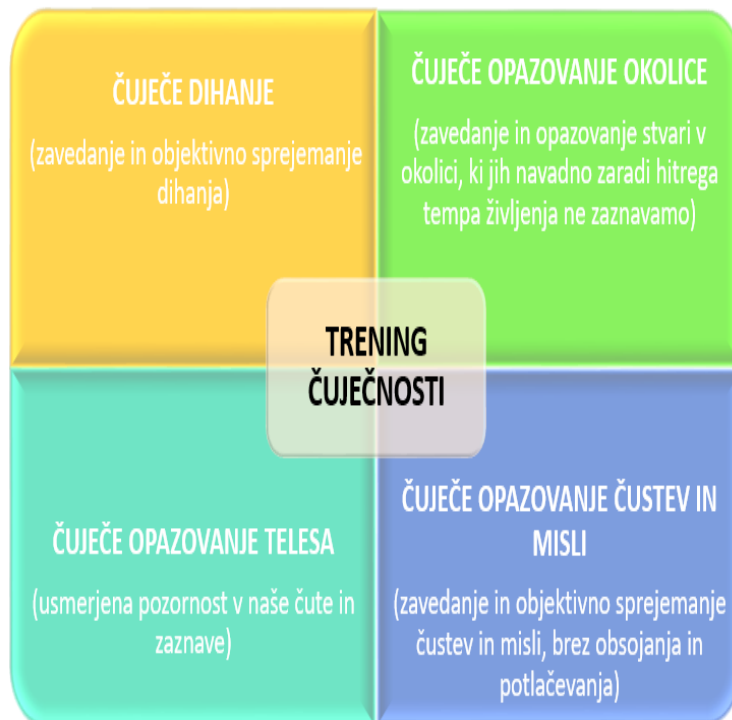 ČUJEČE DIHANJE
(zavedanje in objektivno sprejemanje
dihanja)
ČUJEČE OPAZOVANJE OKOLICE
(zavedanje in opazovanje stvari v
okolici, ki jih navadno zaradi hitrega
tempa življenja ne zaznavamo)
TRENING
ČUJEČNOSTI
ČUJEČE OPAZOVANJE TELESA
(usmerjena pozornost v naše čute in
zaznave)
ČUJEČE OPAZOVANJE ČUSTEV IN
MISLI
(zavedanje in objektivno sprejemanje
čustev in misli, brez obsojanja in
potlačevanja)